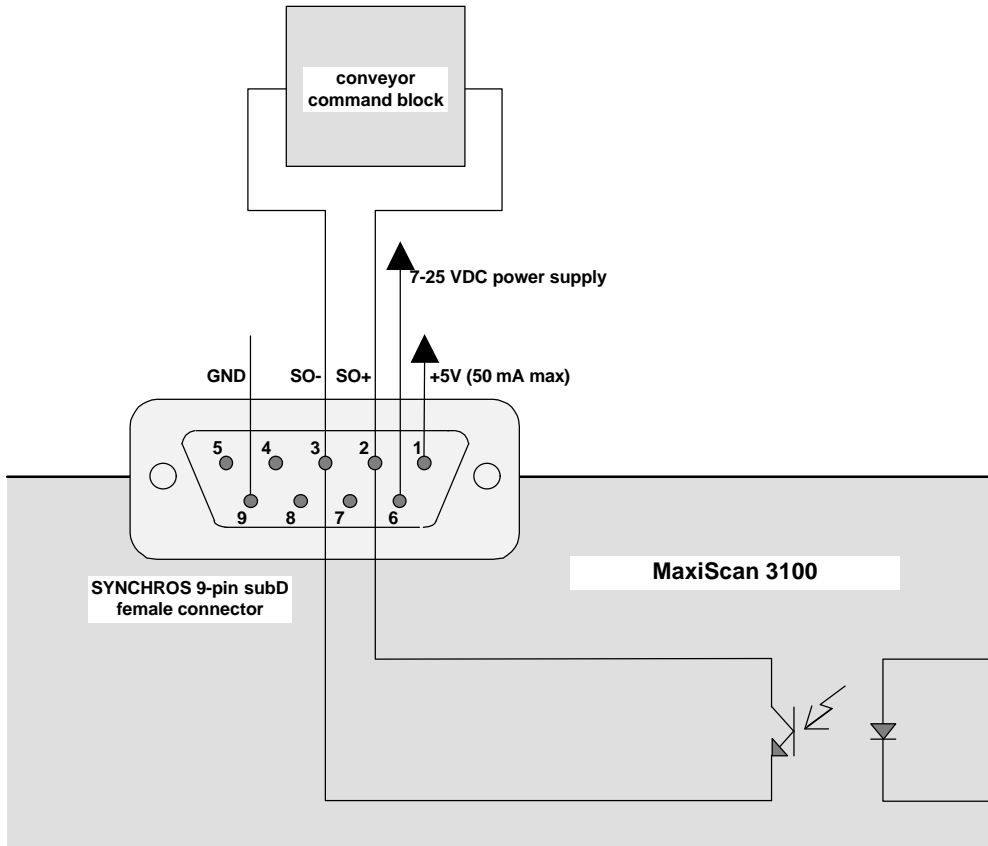 conveyor
command block
7-25 VDC power supply
GND SO- SO+ +5V (50 mA max)
5 4 3 2 1
9 8 7 6
SYNCHROS 9-pin subD
female connector
MaxiScan 3100